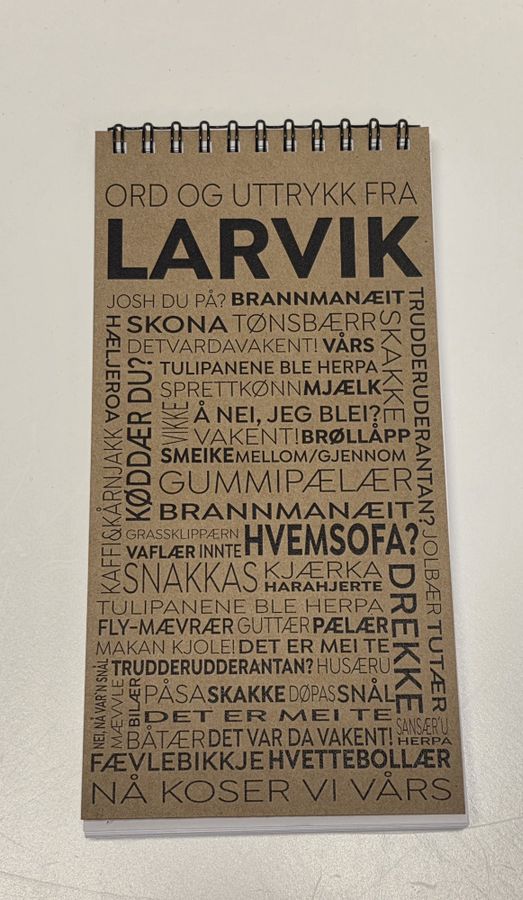 ORD OG UTTRYKK FRA
LARVIK
JOSH DU PÅ? BRANNMANÆIT
HÆLJEROA
SKONA TØNSBÆRR
SKAKKE
TRUDDERUDERANTAN?
DETVARDAVAKENT! VÅRS
KØDDÆR DU?
TULIPANENE BLE HERPA
SPRETTKØNN MJÆLK
VIKKE
Å NEI, JEG BLEI?
VAKENT! BRØLLÅPP
SMEIKE MELLOM/GJENNOM
KAFFI&KÅRNJAKK
GUMMIPÆLÆR
BRANNMANÆIT
GRASSKLIPPÆRN
VAFLÆR INNTE HVEMSOFA?
JOLBÆR TUTÆR
SNAKKAS KJÆRKA
HARAHJERTE
DREKKE
TULIPANENE BLE HERPA
FLY-MÆVRÆR GUTTÆR PÆLÆR
MAKAN KJOLE! DET ER MEI TE
TRUDDERUDDERANTAN? HUSÆRU
NEI, NÅ VAR'N SNÅL
MÆVVLE
BILÆR
PÅSA SKAKKE DØPAS SNÅL
DET ER MEI TE
SANSÆR'U
HERPA
BÅTÆR DET VAR DA VAKENT!
FÆVLEBIKKJE HVETTEBOLLÆR
NÅ KOSER VI VÅRS